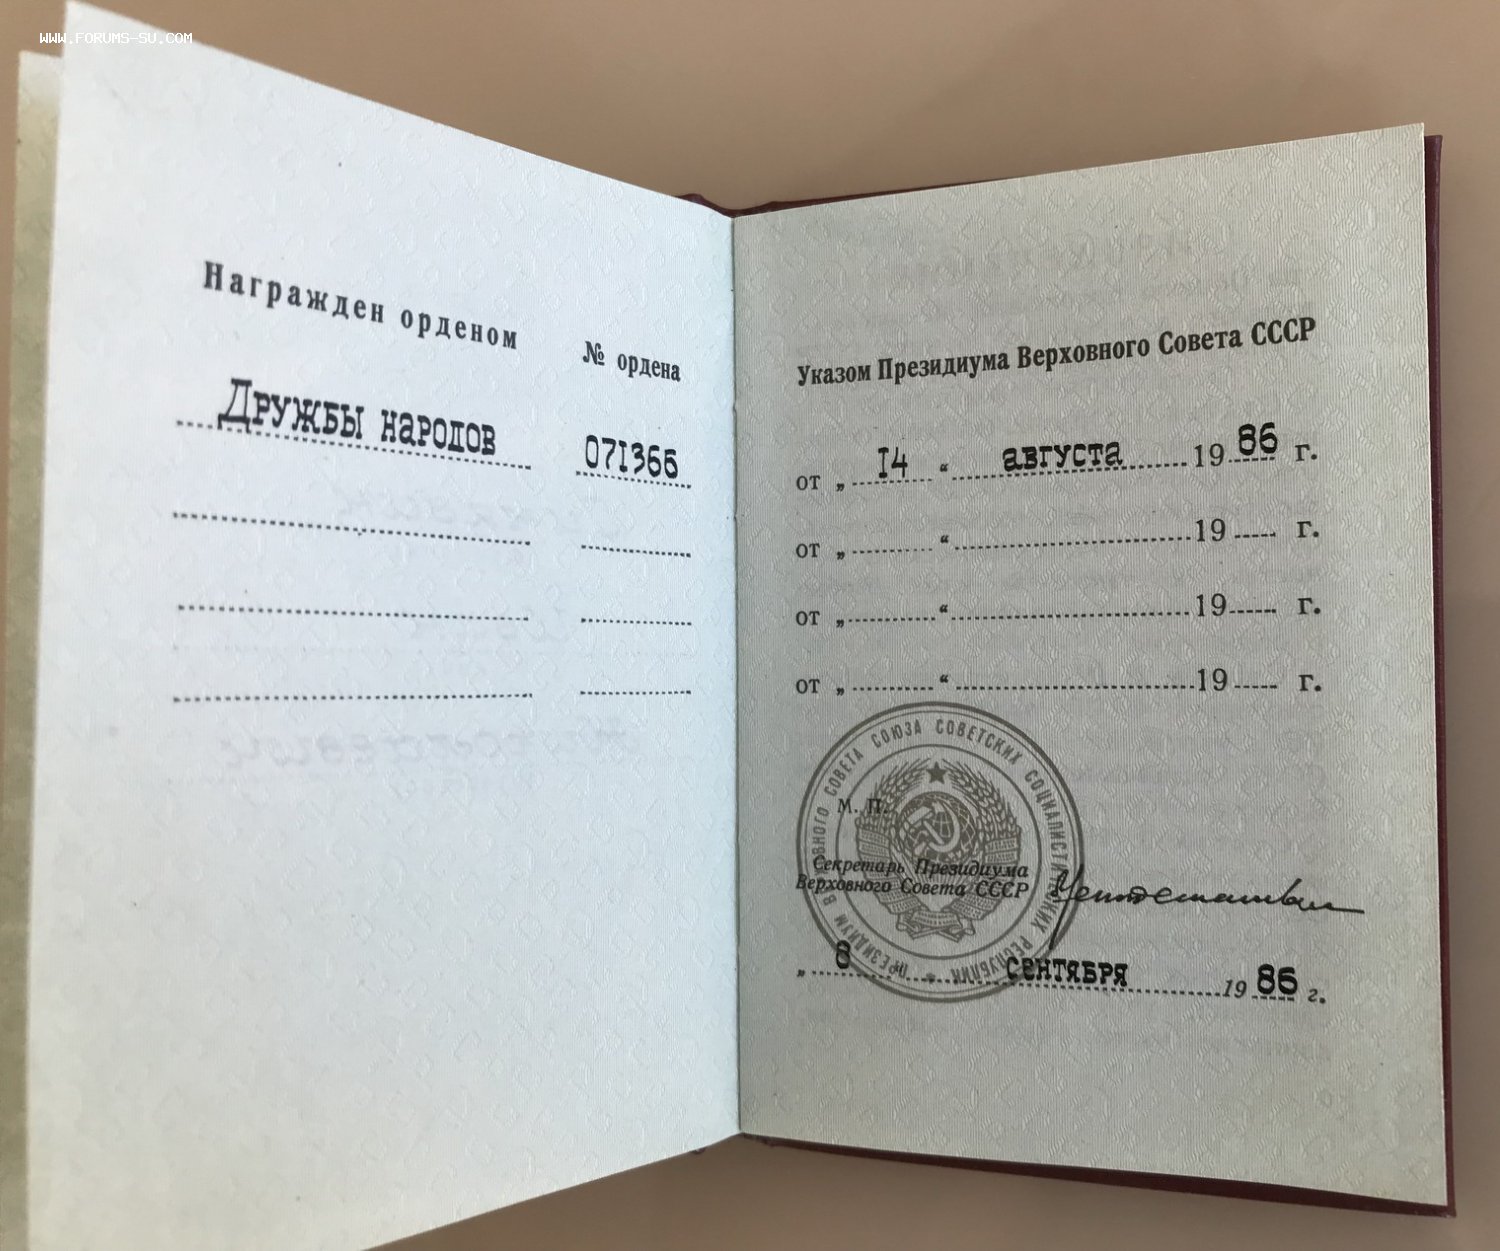 WWW.FORUMS-SU.COM
Награжден орденом
№ ордена
Дружбы народов 071366
Указом Президиума Верховного Совета СССР
от „ 14 “ августа 1986 г.
от „ “ 19 г.
от „ “ 19 г.
от „ “ 19 г.
ПРЕЗИДИУМ ВЕРХОВНОГО СОВЕТА СОЮЗА СОВЕТСКИХ СОЦИАЛИСТИЧЕСКИХ РЕСПУБЛИК
М. П.
Секретарь Президиума
Верховного Совета СССР
„ 8 “ сентября 1986 г.